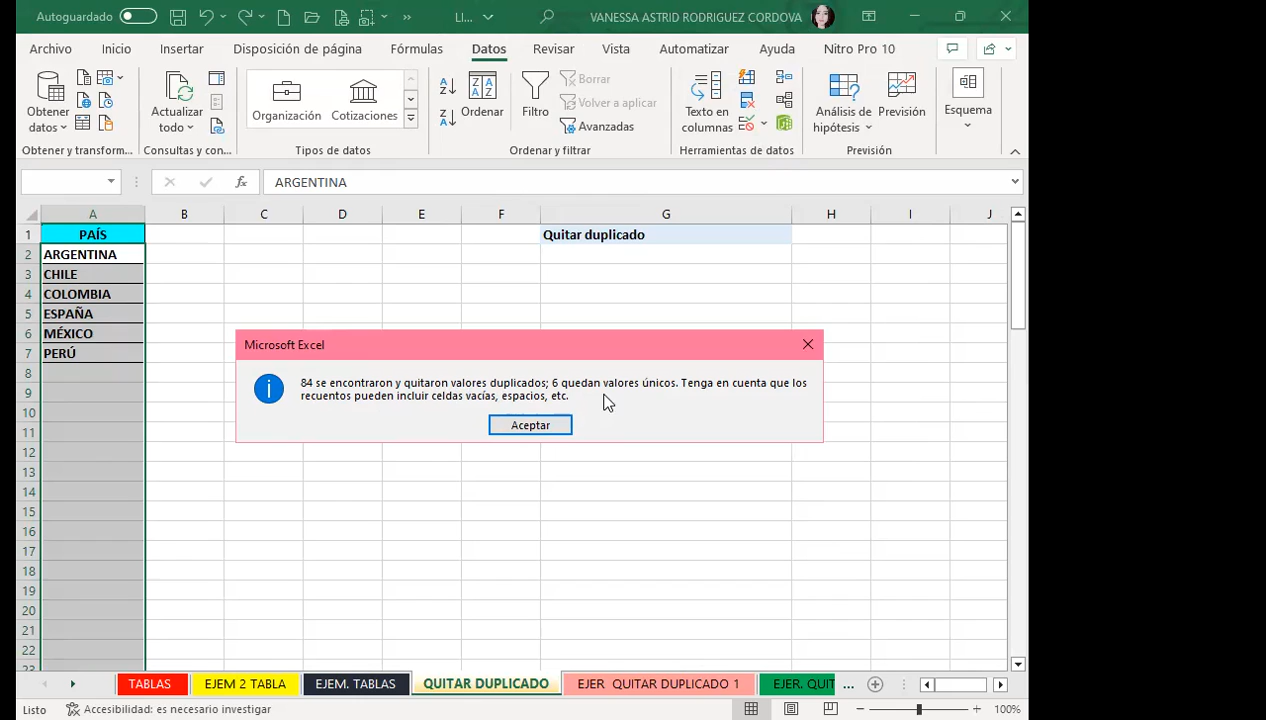 Autoguardado
LI...
VANESSA ASTRID RODRIGUEZ CORDOVA
Archivo Inicio Insertar Disposición de página Fórmulas Datos Revisar Vista Automatizar Ayuda Nitro Pro 10
Obtener datos
Actualizar todo
Organización
Cotizaciones
Ordenar
Filtro
Borrar
Volver a aplicar
Avanzadas
Texto en columnas
Análisis de hipótesis
Previsión
Esquema
Obtener y transform... Consultas y con... Tipos de datos Ordenar y filtrar Herramientas de datos Previsión
fx ARGENTINA
A B C D E F G H I J
1 PAÍS Quitar duplicado
2 ARGENTINA
3 CHILE
4 COLOMBIA
5 ESPAÑA
6 MÉXICO
7 PERÚ
8
9
10
11
12
13
14
15
16
17
18
19
20
21
22
23
Microsoft Excel
84 se encontraron y quitaron valores duplicados; 6 quedan valores únicos. Tenga en cuenta que los
recuentos pueden incluir celdas vacías, espacios, etc.
Aceptar
TABLAS EJEM 2 TABLA EJEM. TABLAS QUITAR DUPLICADO EJER QUITAR DUPLICADO 1 EJER. QUIT ...
Listo Accesibilidad: es necesario investigar 100%